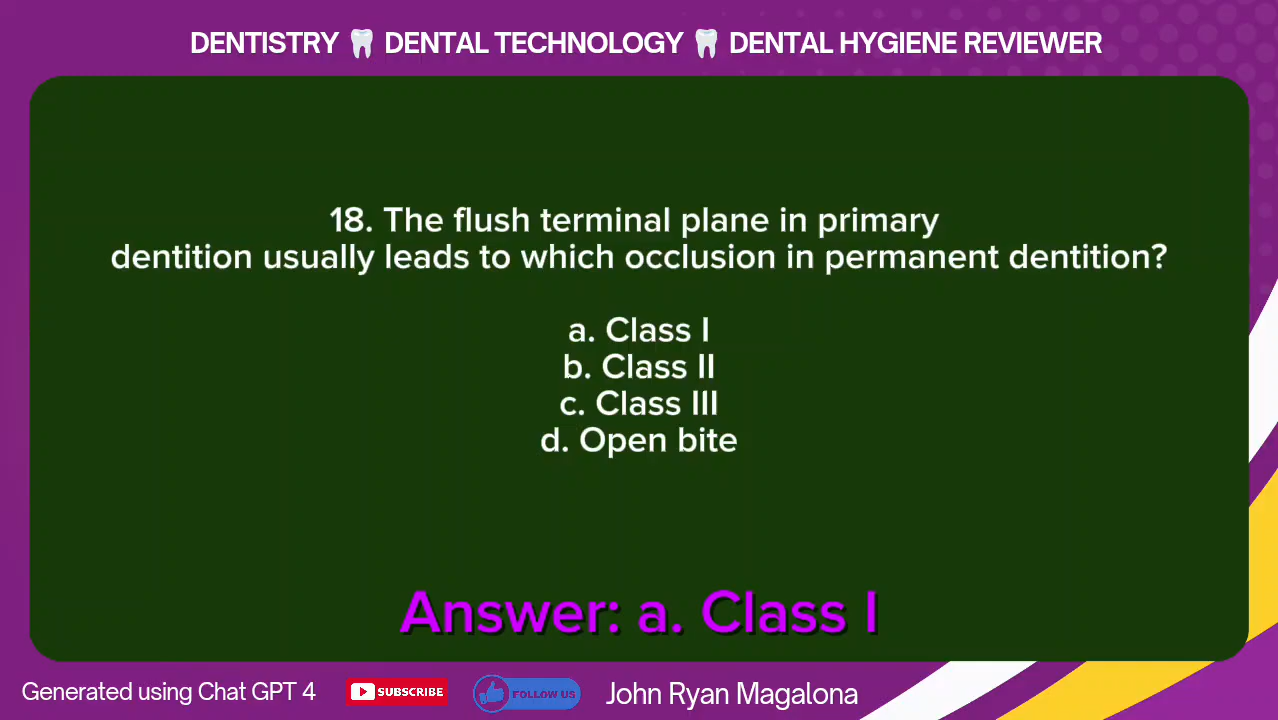 DENTISTRY 🦷 DENTAL TECHNOLOGY 🦷 DENTAL HYGIENE REVIEWER
18. The flush terminal plane in primary
dentition usually leads to which occlusion in permanent dentition?
a. Class I
b. Class II
c. Class III
d. Open bite
Answer: a. Class I
Generated using Chat GPT 4 SUBSCRIBE FOLLOW US John Ryan Magalona